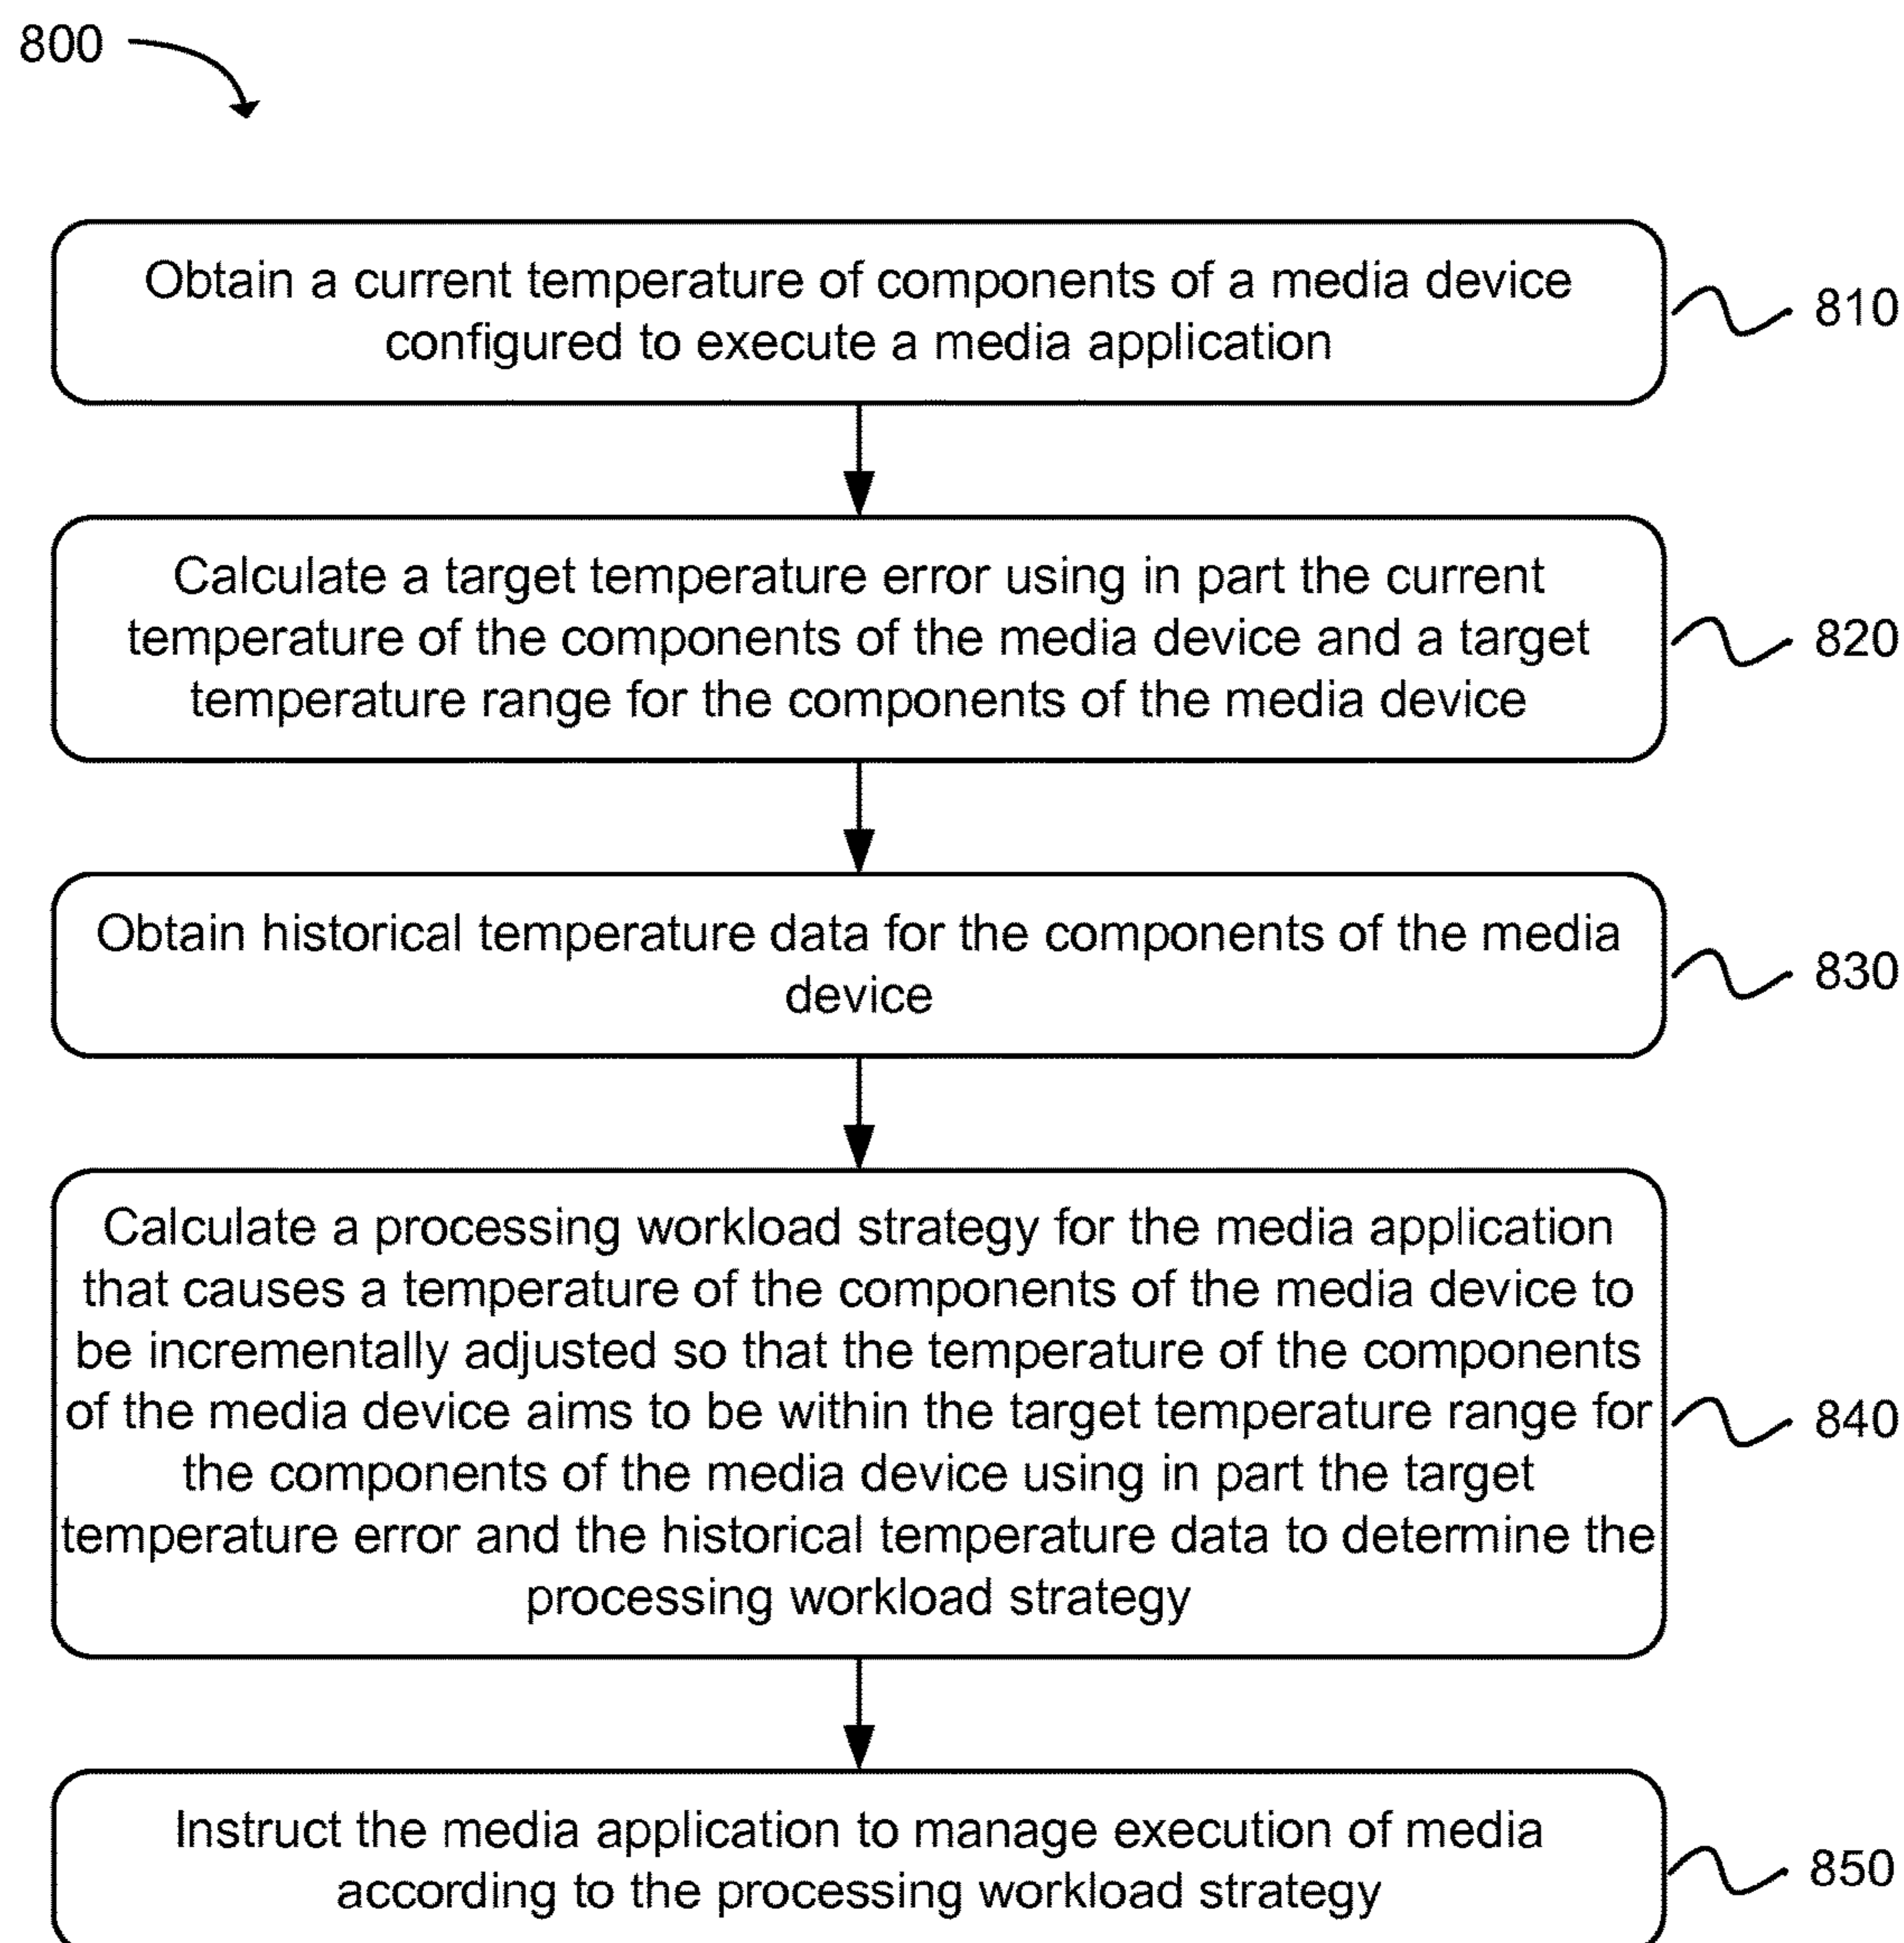 800
Obtain a current temperature of components of a media device
configured to execute a media application
810
Calculate a target temperature error using in part the current
temperature of the components of the media device and a target
temperature range for the components of the media device
820
Obtain historical temperature data for the components of the media
device
830
Calculate a processing workload strategy for the media application
that causes a temperature of the components of the media device to
be incrementally adjusted so that the temperature of the components
of the media device aims to be within the target temperature range for
the components of the media device using in part the target
temperature error and the historical temperature data to determine the
processing workload strategy
840
Instruct the media application to manage execution of media
according to the processing workload strategy
850